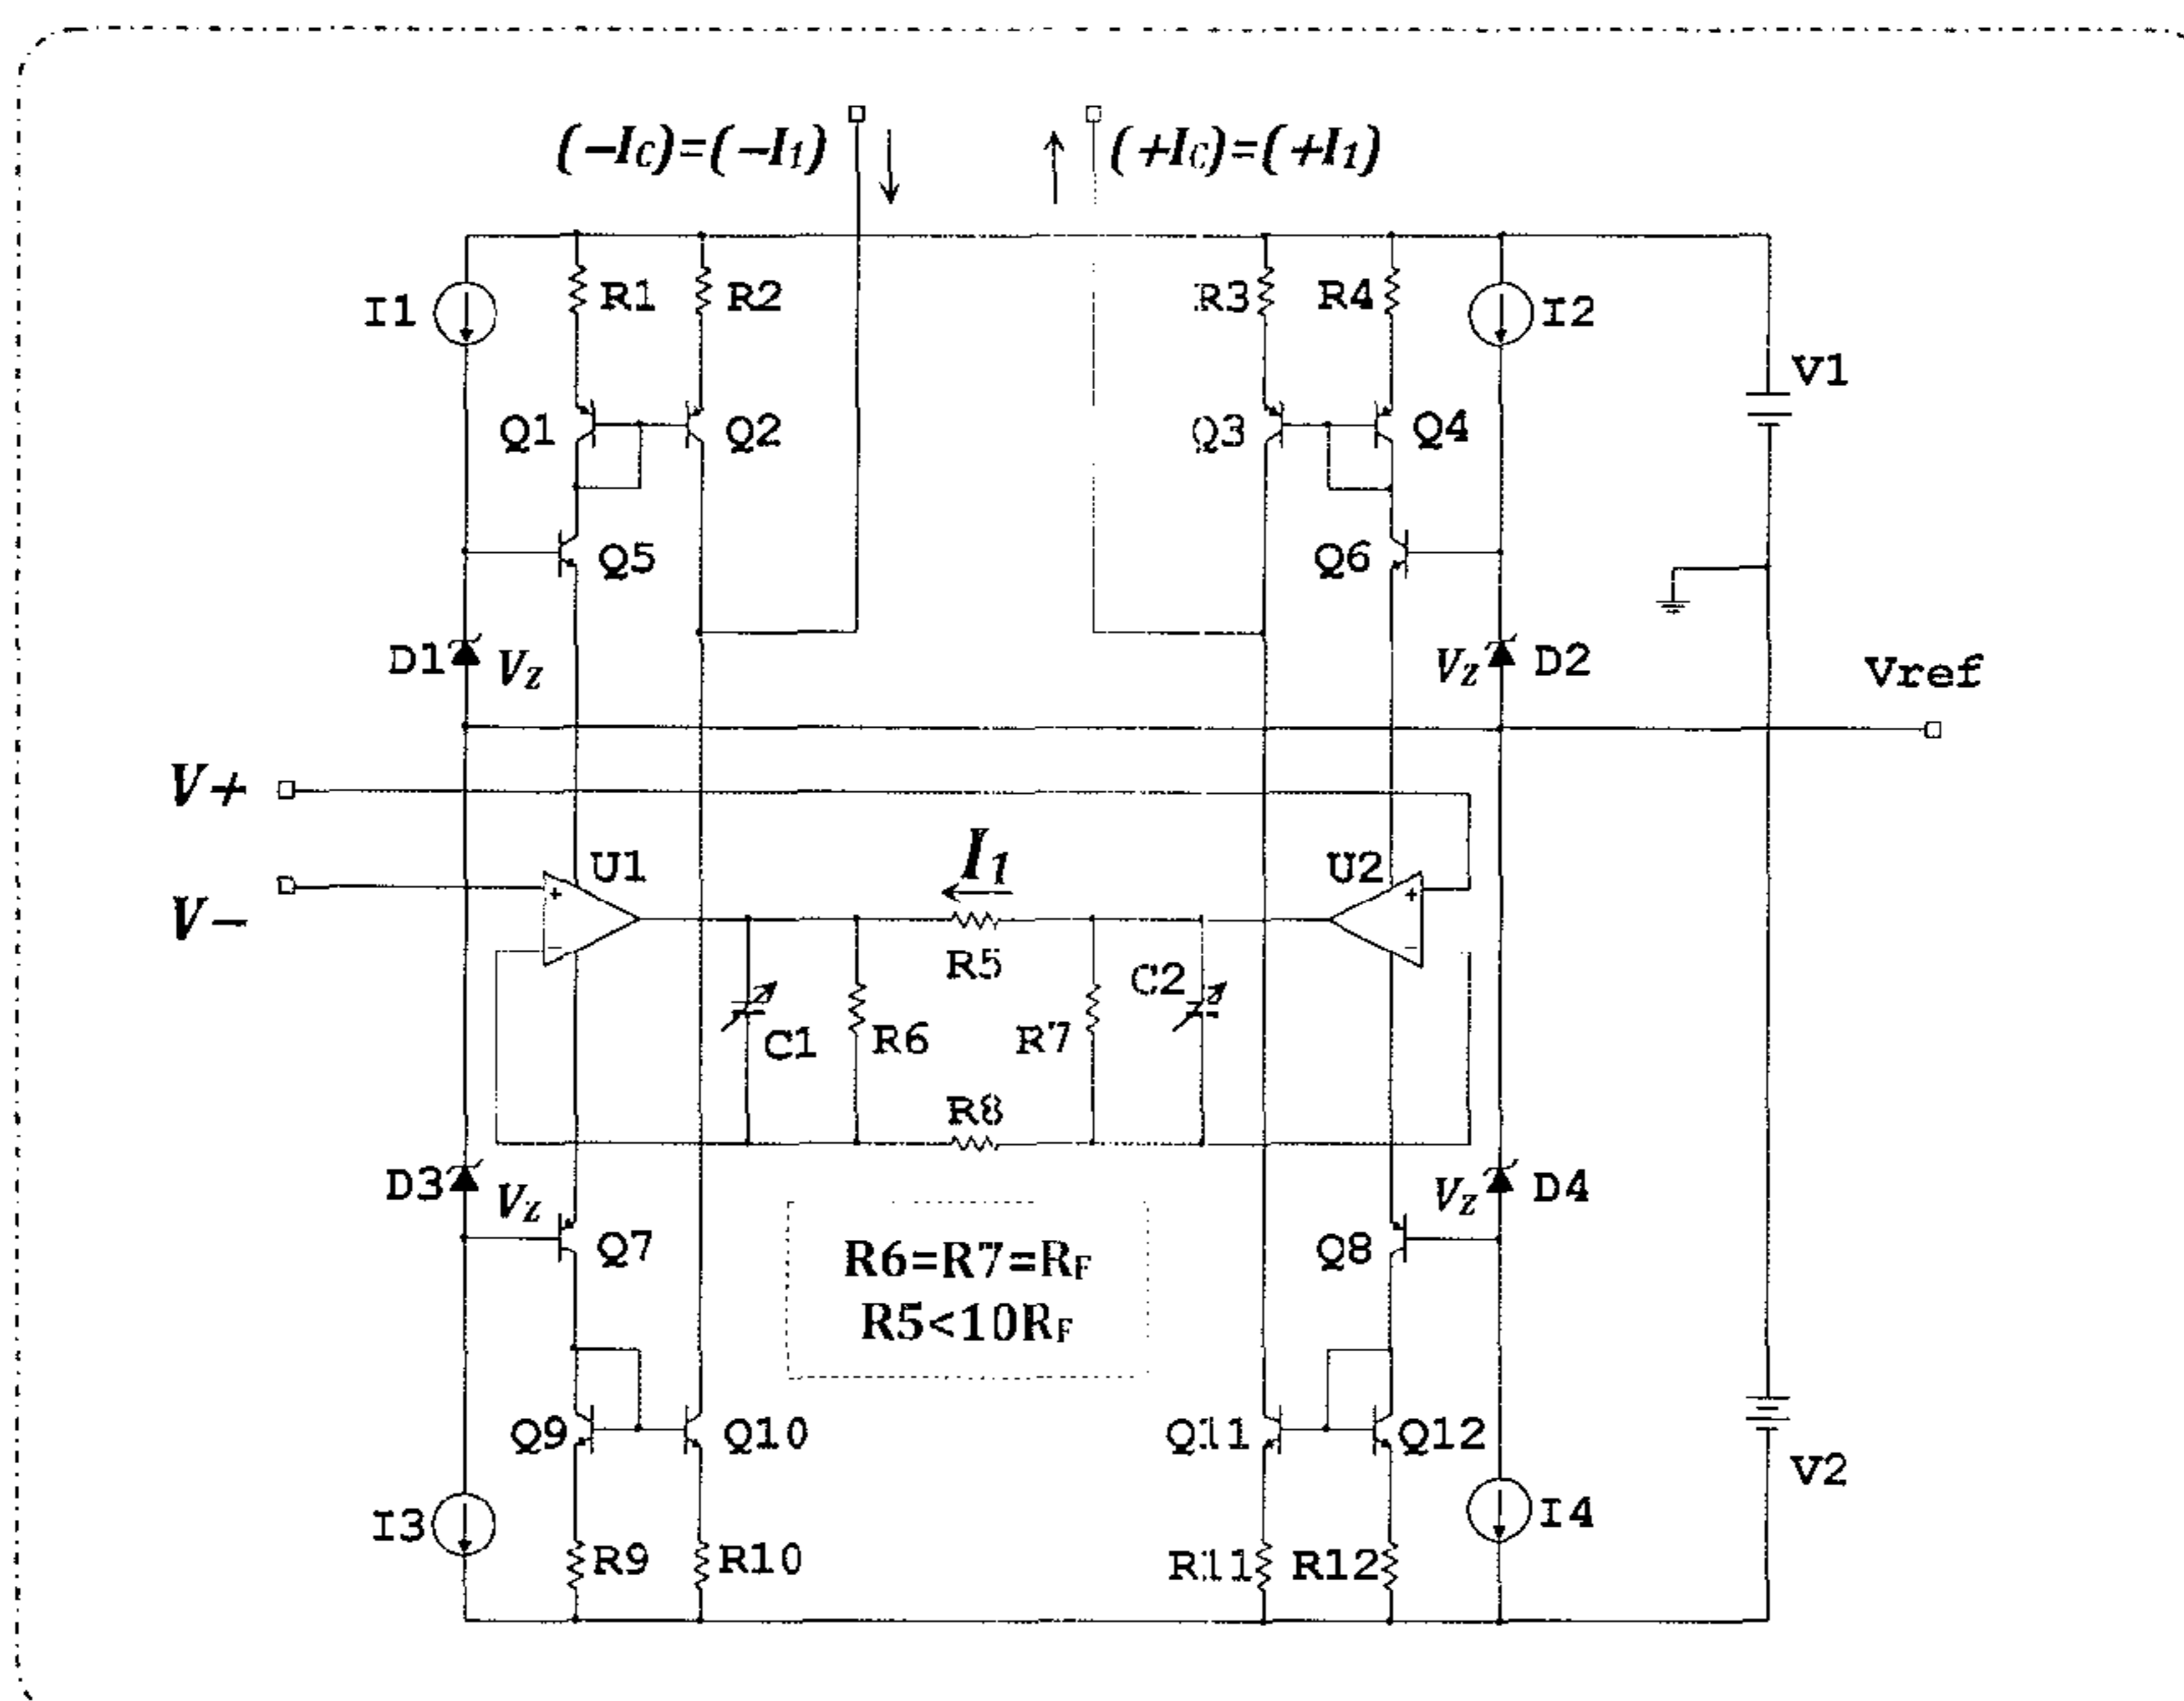 (−IC)=(−I1)
(+IC)=(+I1)
I1
R1
R2
R3
R4
I2
V1
Q1
Q2
Q3
Q4
Q5
Q6
D1
VZ
VZ
D2
Vref
V+
V−
U1
I1
U2
+
−
+
−
R5
C1
R6
R7
C2
R8
D3
VZ
VZ
D4
Q7
Q8
R6=R7=RF
R5<10RF
Q9
Q10
Q11
Q12
V2
I3
I4
R9
R10
R11
R12